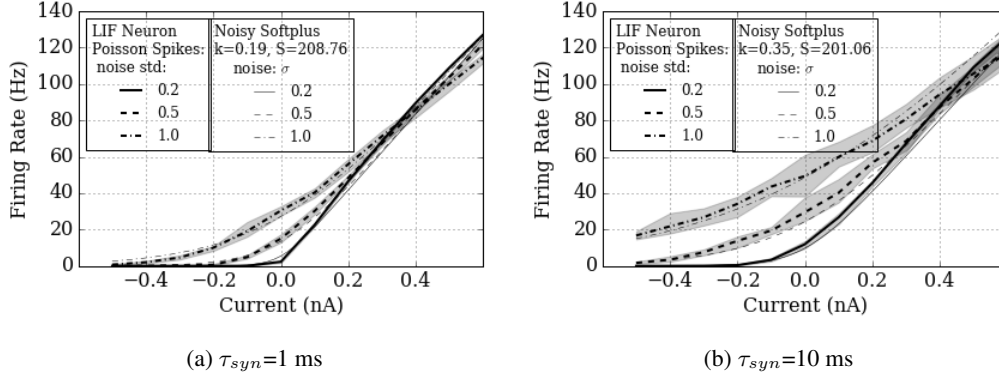 140
120
100
80
60
40
20
0
Firing Rate (Hz)
LIF Neuron
Poisson Spikes:
noise std:
0.2
0.5
1.0
Noisy Softplus
k=0.19, S=208.76
noise: σ
0.2
0.5
1.0
−0.4 −0.2 0.0 0.2 0.4
Current (nA)
(a) τsyn=1 ms
140
120
100
80
60
40
20
0
Firing Rate (Hz)
LIF Neuron
Poisson Spikes:
noise std:
0.2
0.5
1.0
Noisy Softplus
k=0.35, S=201.06
noise: σ
0.2
0.5
1.0
−0.4 −0.2 0.0 0.2 0.4
Current (nA)
(b) τsyn=10 ms